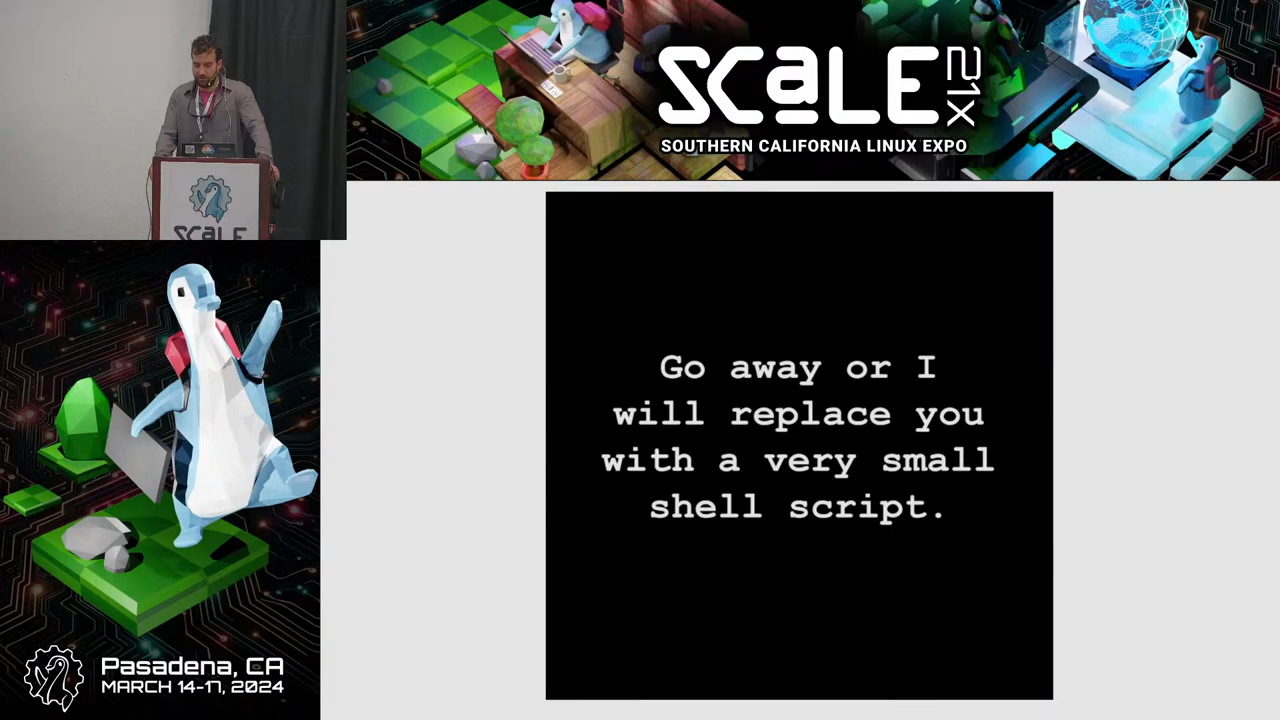 SCaLE 21X
SOUTHERN CALIFORNIA LINUX EXPO
SCaLE
Go away or I
will replace you
with a very small
shell script.
Pasadena, CA
MARCH 14-17, 2024